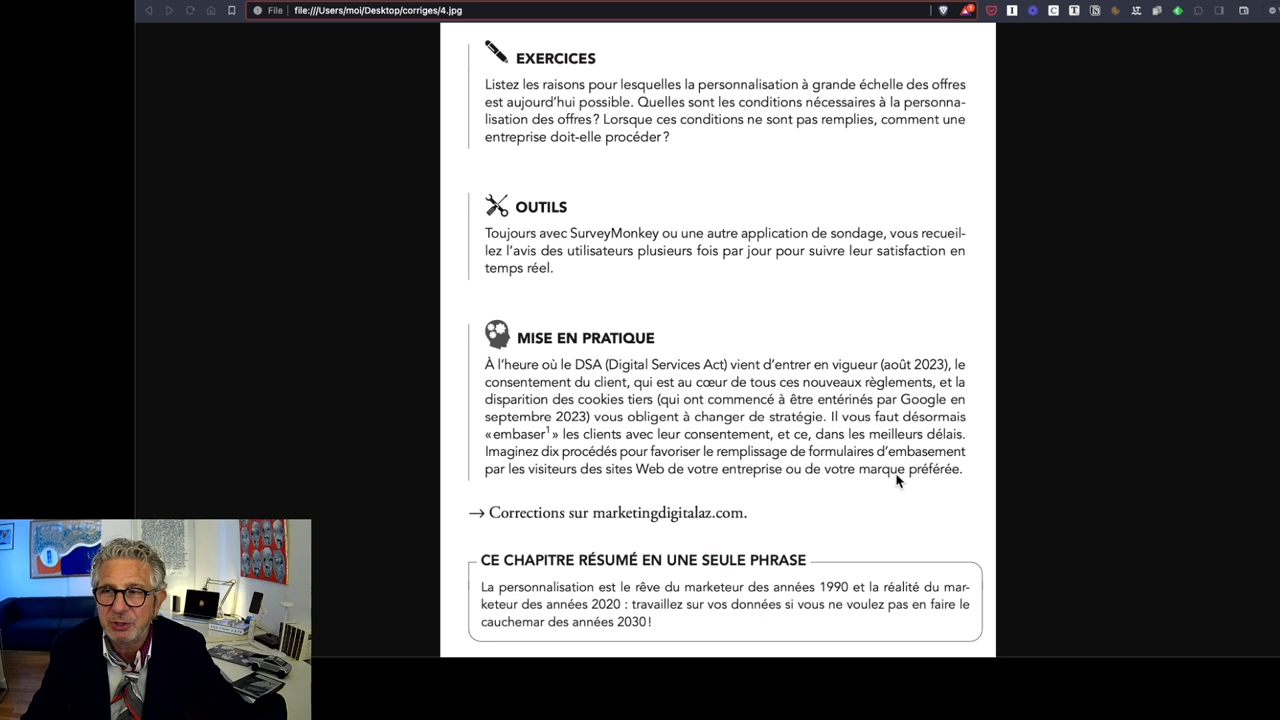 File
file:///Users/moi/Desktop/corriges/4.jpg
EXERCICES
Listez les raisons pour lesquelles la personnalisation à grande échelle des offres
est aujourd'hui possible. Quelles sont les conditions nécessaires à la personna-
lisation des offres ? Lorsque ces conditions ne sont pas remplies, comment une
entreprise doit-elle procéder ?
OUTILS
Toujours avec SurveyMonkey ou une autre application de sondage, vous recueil-
lez l'avis des utilisateurs plusieurs fois par jour pour suivre leur satisfaction en
temps réel.
MISE EN PRATIQUE
À l'heure où le DSA (Digital Services Act) vient d'entrer en vigueur (août 2023), le
consentement du client, qui est au cœur de tous ces nouveaux règlements, et la
disparition des cookies tiers (qui ont commencé à être entérinés par Google en
septembre 2023) vous obligent à changer de stratégie. Il vous faut désormais
« embaser¹ » les clients avec leur consentement, et ce, dans les meilleurs délais.
Imaginez dix procédés pour favoriser le remplissage de formulaires d'embasement
par les visiteurs des sites Web de votre entreprise ou de votre marque préférée.
→ Corrections sur marketingdigitalaz.com.
CE CHAPITRE RÉSUMÉ EN UNE SEULE PHRASE
La personnalisation est le rêve du marketeur des années 1990 et la réalité du mar-
keteur des années 2020 : travaillez sur vos données si vous ne voulez pas en faire le
cauchemar des années 2030 !